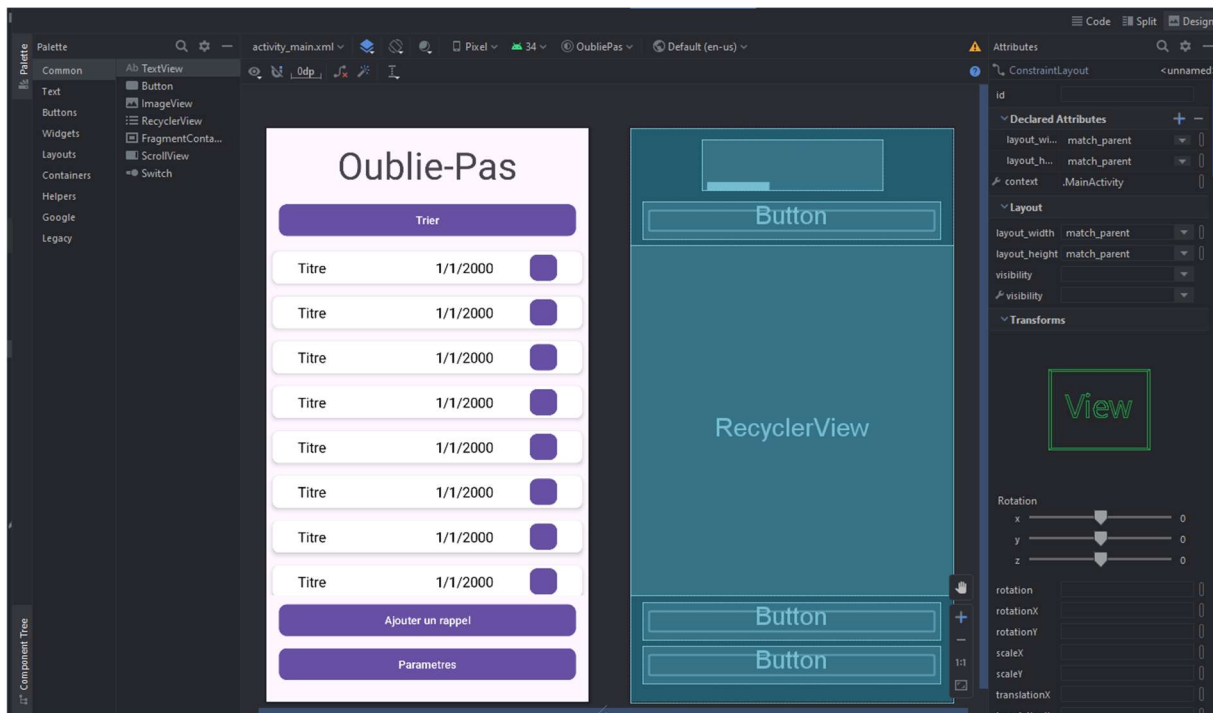 Code Split Design
Palette
Palette
activity_main.xml Pixel 34 OubliePas Default (en-us)
Attributes
Common
Text
Buttons
Widgets
Layouts
Containers
Helpers
Google
Legacy
Ab TextView
Button
ImageView
RecyclerView
FragmentConta...
ScrollView
Switch
0dp
Oublie-Pas
Trier
Titre 1/1/2000
Titre 1/1/2000
Titre 1/1/2000
Titre 1/1/2000
Titre 1/1/2000
Titre 1/1/2000
Titre 1/1/2000
Titre 1/1/2000
Ajouter un rappel
Parametres
Button
RecyclerView
Button
Button
1:1
ConstraintLayout <unnamed
id
Declared Attributes
layout_wi... match_parent
layout_h... match_parent
context .MainActivity
Layout
layout_width match_parent
layout_height match_parent
visibility
visibility
Transforms
View
Rotation
x 0
y 0
z 0
rotation
rotationX
rotationY
scaleX
scaleY
translationX
Component Tree